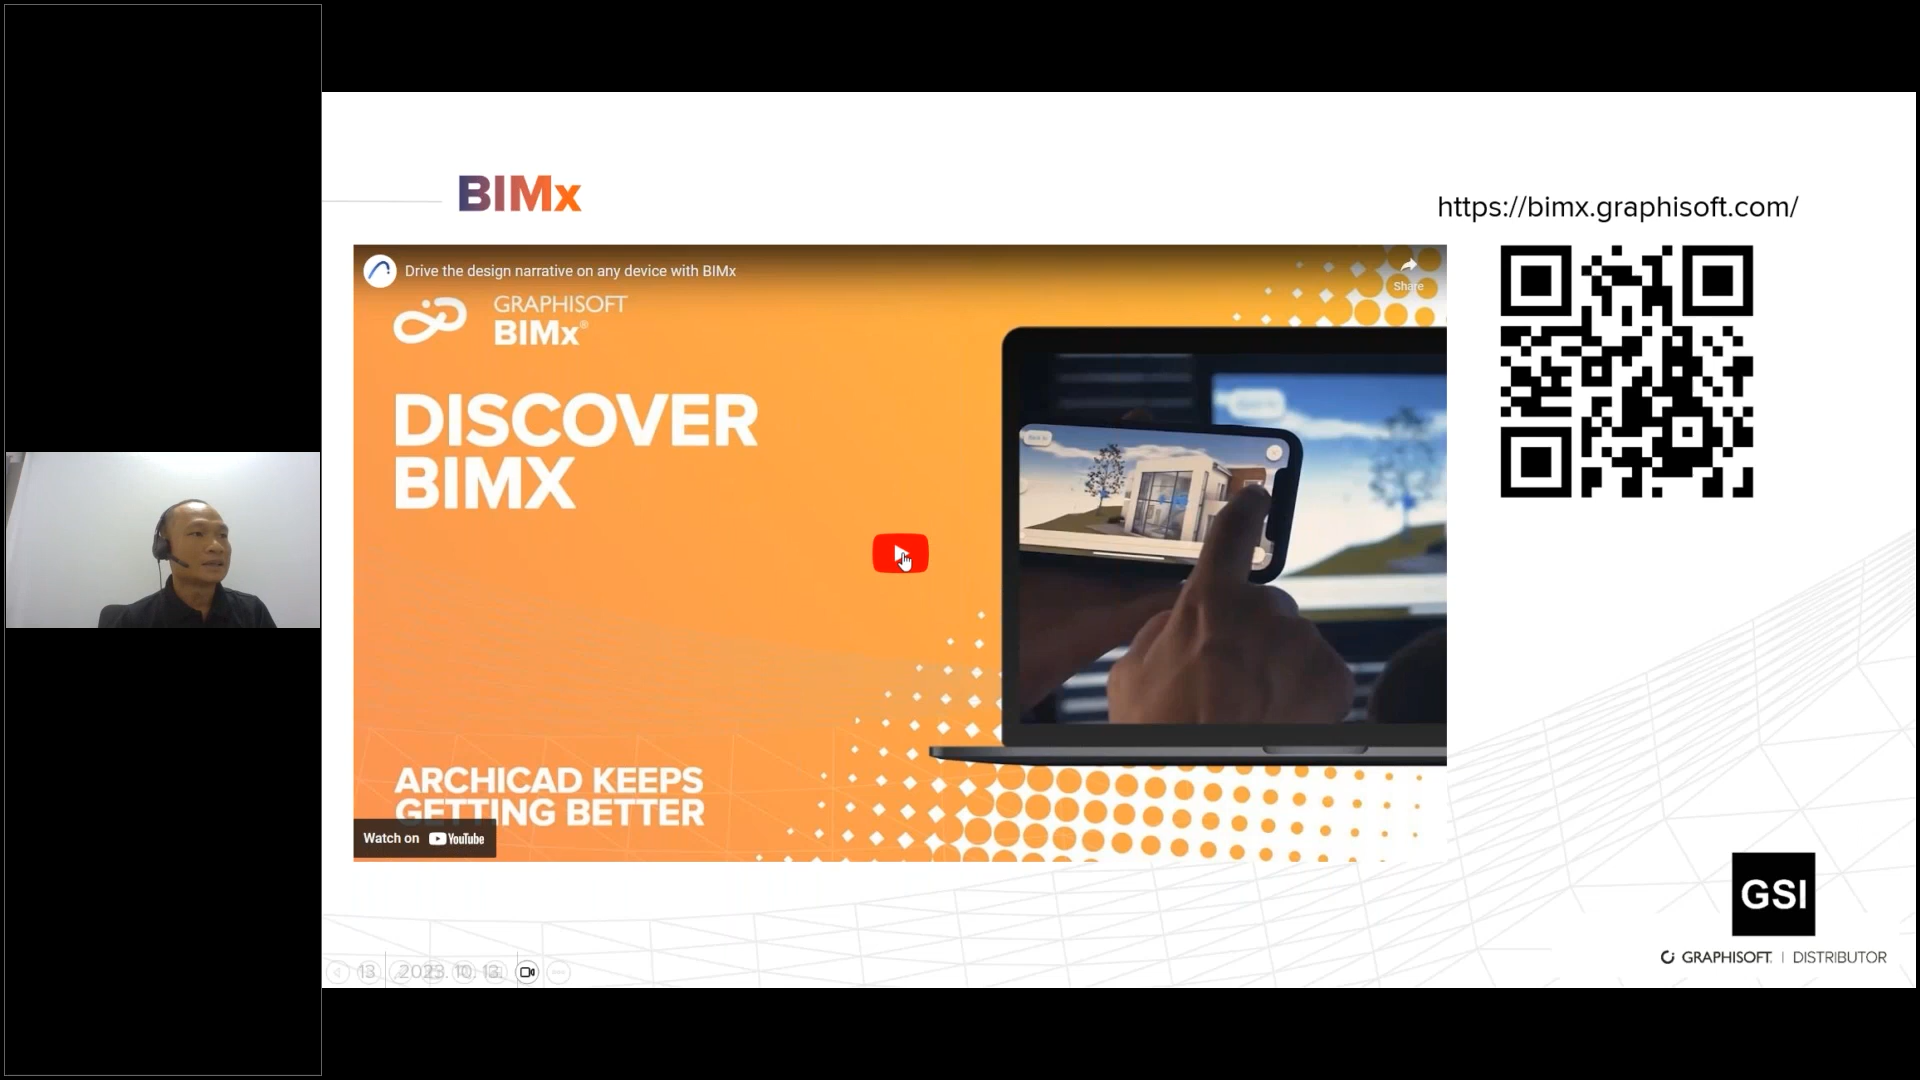 BIMx
https://bimx.graphisoft.com/
Drive the design narrative on any device with BIMx
Share
GRAPHISOFT
BIMx®
DISCOVER
BIMX
ARCHICAD KEEPS
GETTING BETTER
Watch on YouTube
GSI
GRAPHISOFT. | DISTRIBUTOR
13 2023. 10. 13.